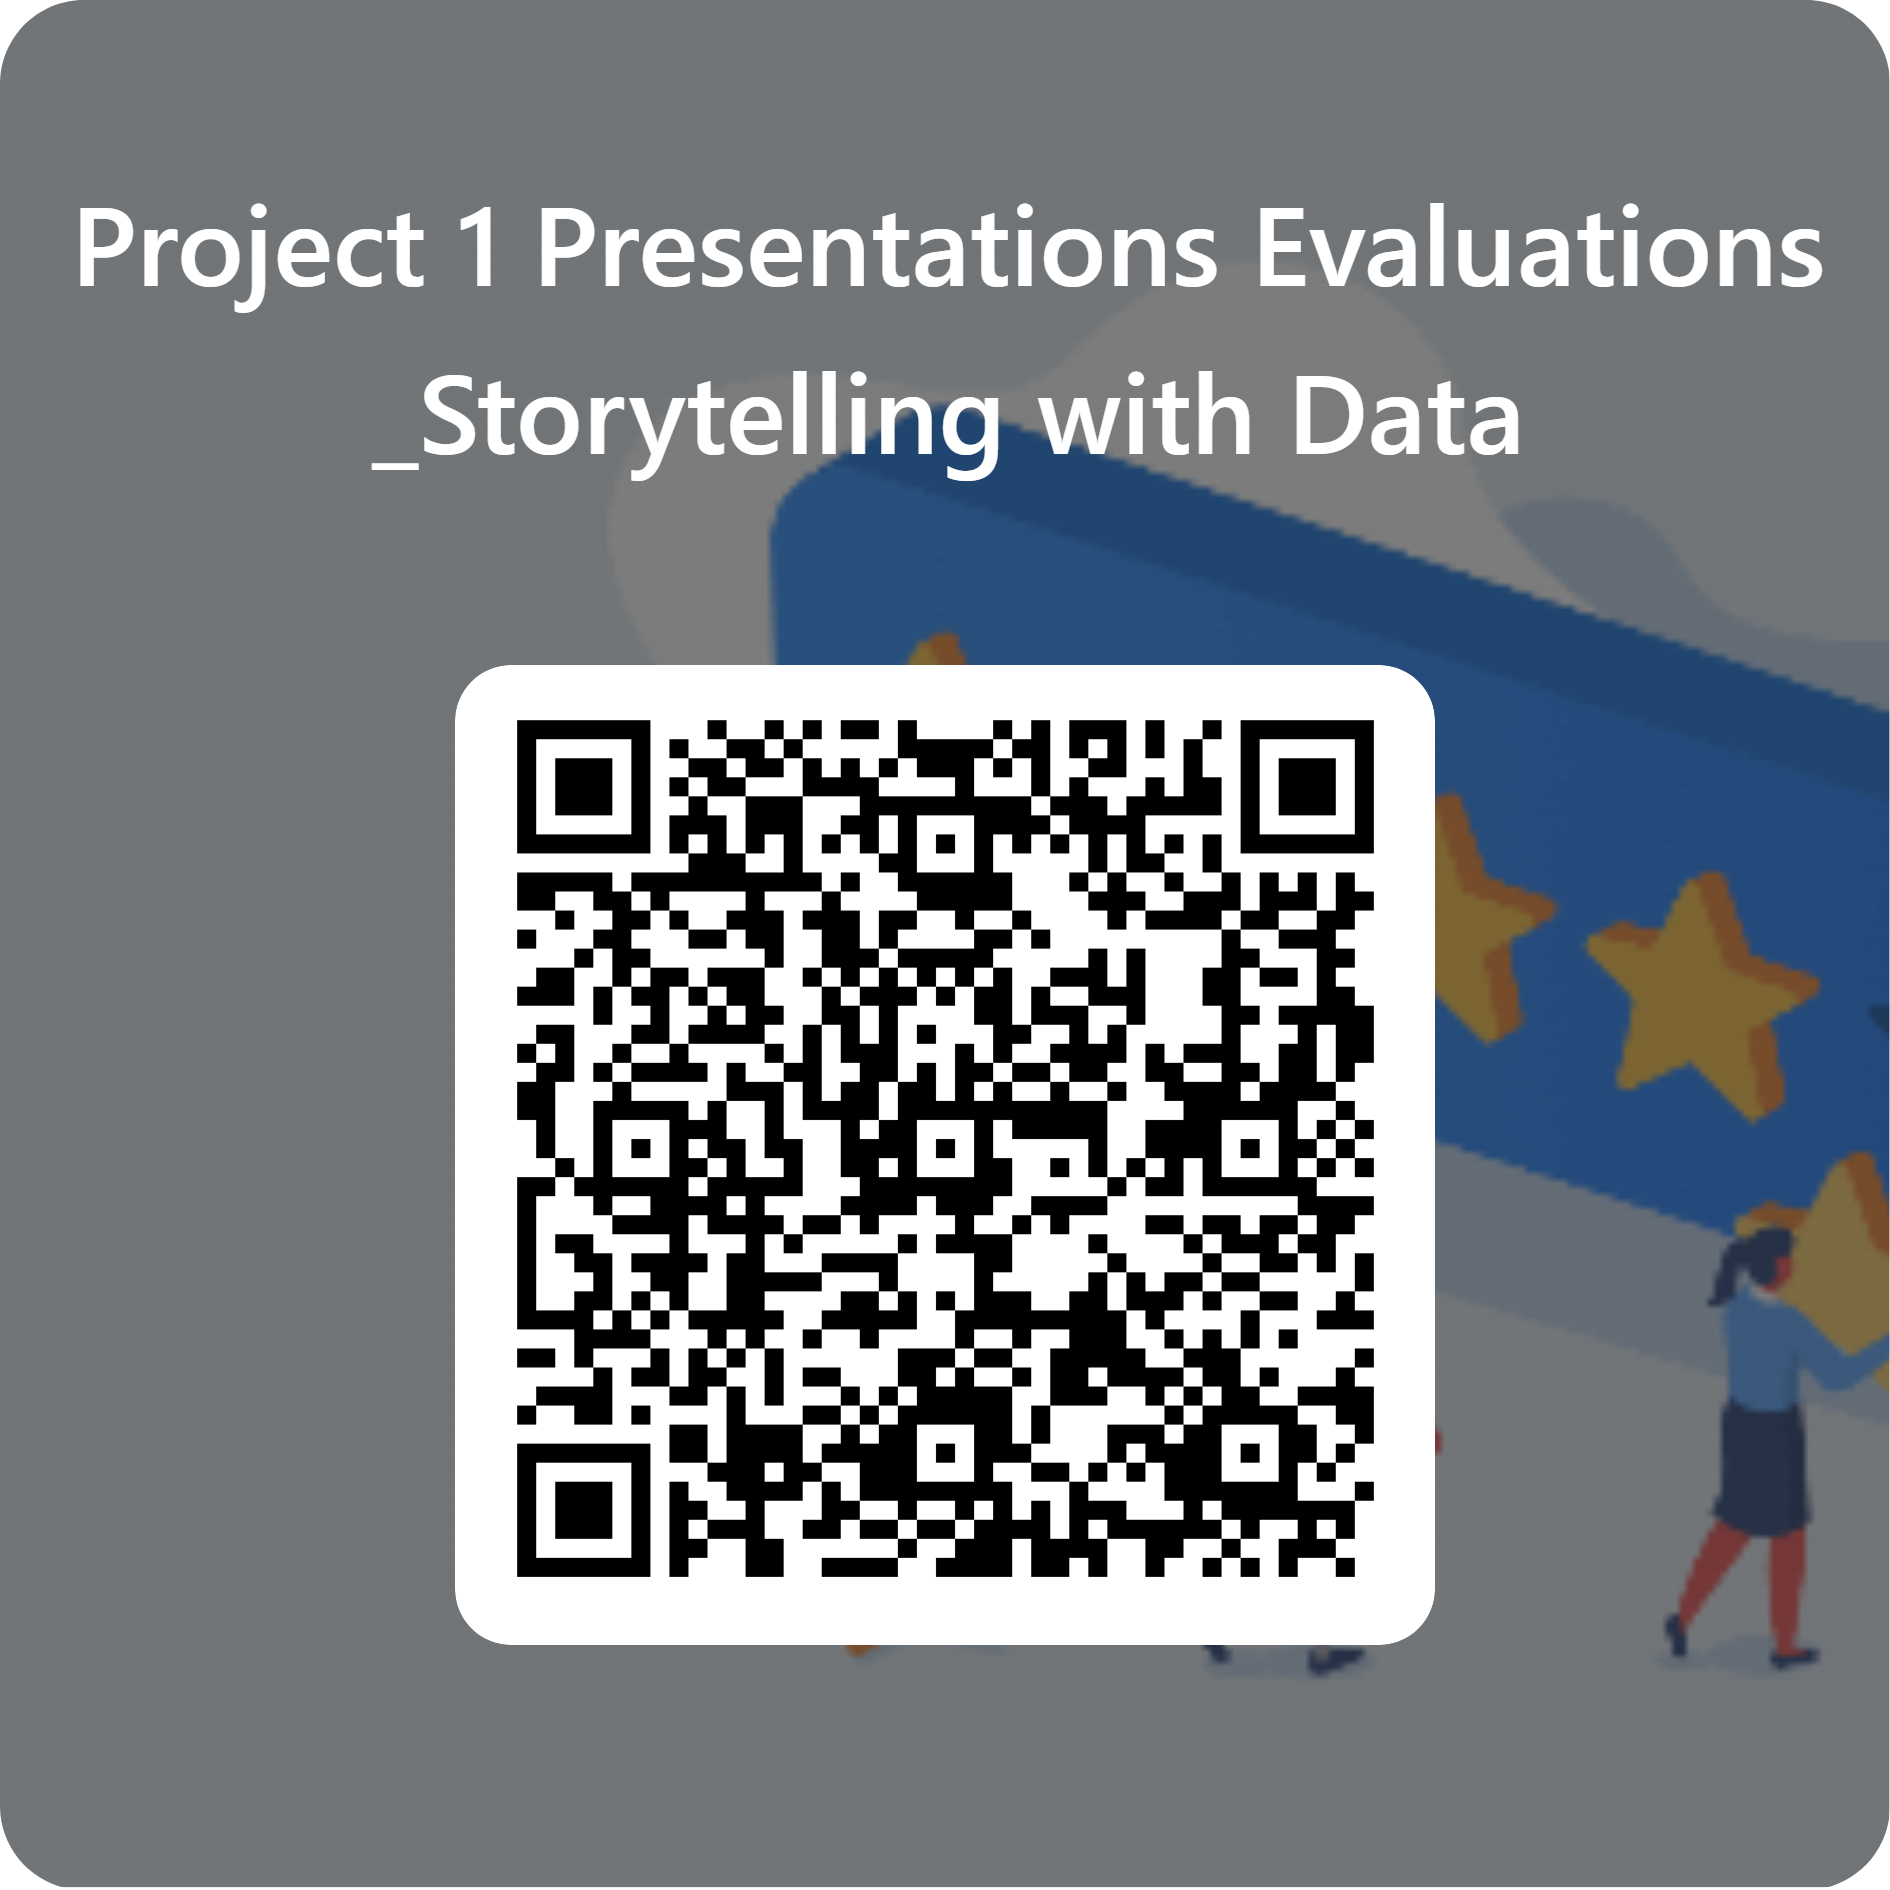 Project 1 Presentations Evaluations
_Storytelling with Data